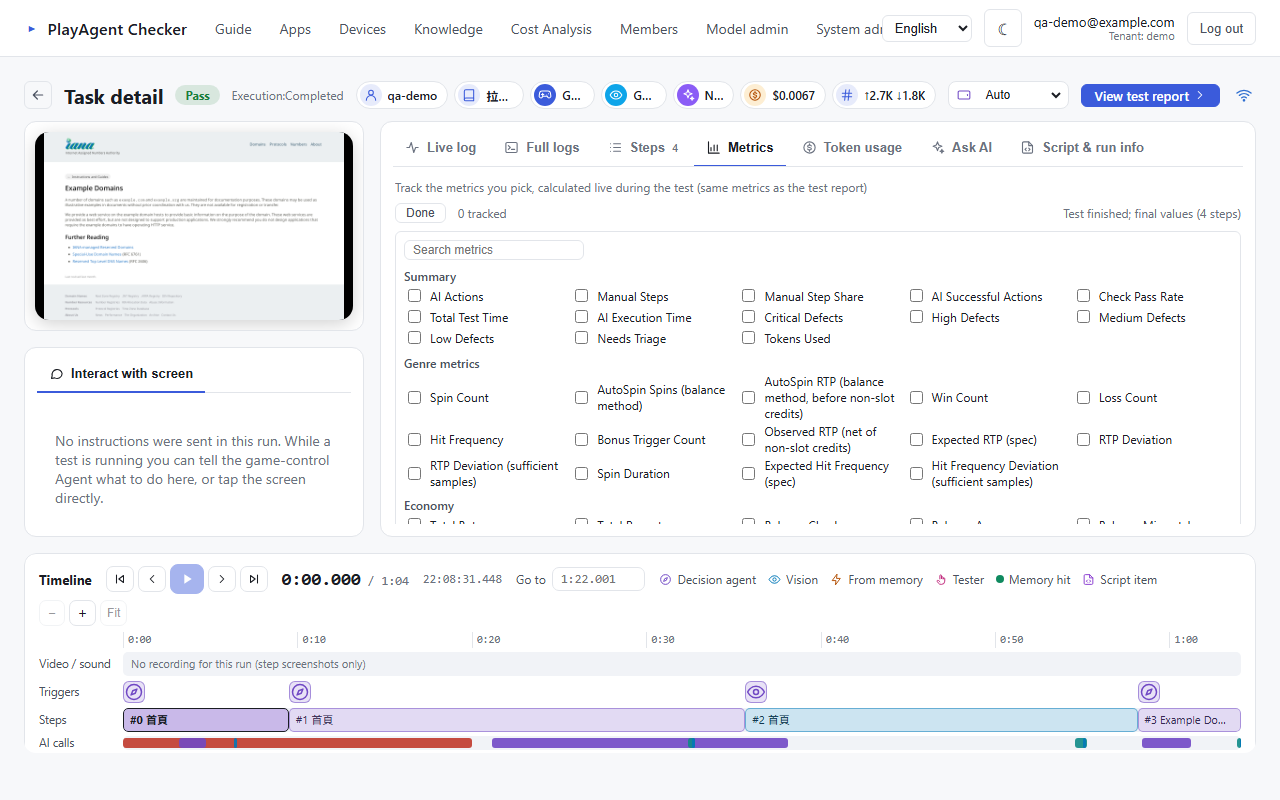 PlayAgent Checker
Guide
Apps
Devices
Knowledge
Cost Analysis
Members
Model admin
System adr
English
qa-demo@example.com
Tenant: demo
Log out
Task detail
Pass
Execution:Completed
qa-demo
拉...
G...
G...
N...
$0.0067
↑2.7K ↓1.8K
Auto
View test report
iana
Domains Protocols Numbers About
Example Domains
Further Reading
Interact with screen
No instructions were sent in this run. While a
test is running you can tell the game-control
Agent what to do here, or tap the screen
directly.
Live log
Full logs
Steps 4
Metrics
Token usage
Ask AI
Script & run info
Track the metrics you pick, calculated live during the test (same metrics as the test report)
Done
0 tracked
Test finished; final values (4 steps)
Search metrics
Summary
AI Actions
Manual Steps
Manual Step Share
AI Successful Actions
Check Pass Rate
Total Test Time
AI Execution Time
Critical Defects
High Defects
Medium Defects
Low Defects
Needs Triage
Tokens Used
Genre metrics
Spin Count
AutoSpin Spins (balance
method)
AutoSpin RTP (balance
method, before non-slot
credits)
Win Count
Loss Count
Hit Frequency
Bonus Trigger Count
Observed RTP (net of
non-slot credits)
Expected RTP (spec)
RTP Deviation
RTP Deviation (sufficient
samples)
Spin Duration
Expected Hit Frequency
(spec)
Hit Frequency Deviation
(sufficient samples)
Economy
Timeline
0:00.000 / 1:04
22:08:31.448
Go to
1:22.001
Decision agent
Vision
From memory
Tester
Memory hit
Script item
−
+
Fit
0:00
0:10
0:20
0:30
0:40
0:50
1:00
Video / sound
No recording for this run (step screenshots only)
Triggers
Steps
#0 首頁
#1 首頁
#2 首頁
#3 Example Do...
AI calls